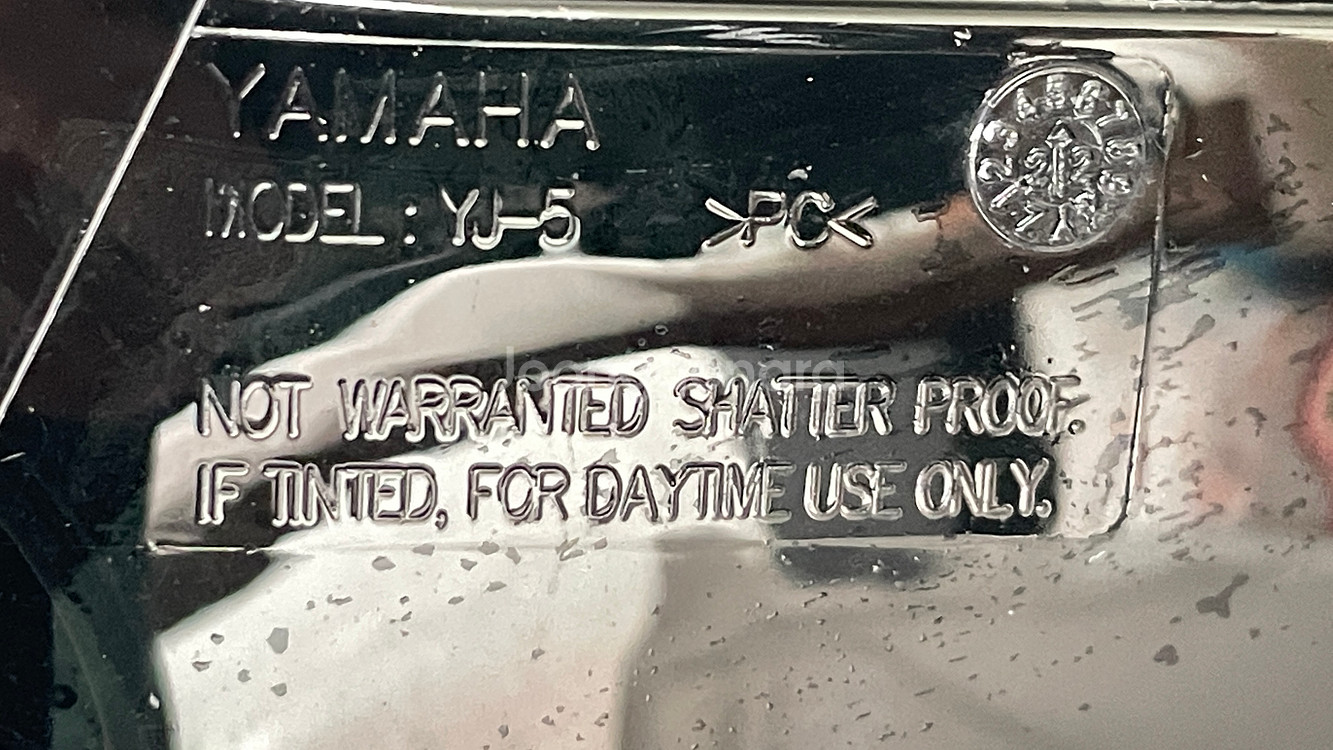 YAMAHA
MODEL : YJ-5 >PC<
NOT WARRANTED SHATTER PROOF.
IF TINTED, FOR DAYTIME USE ONLY.